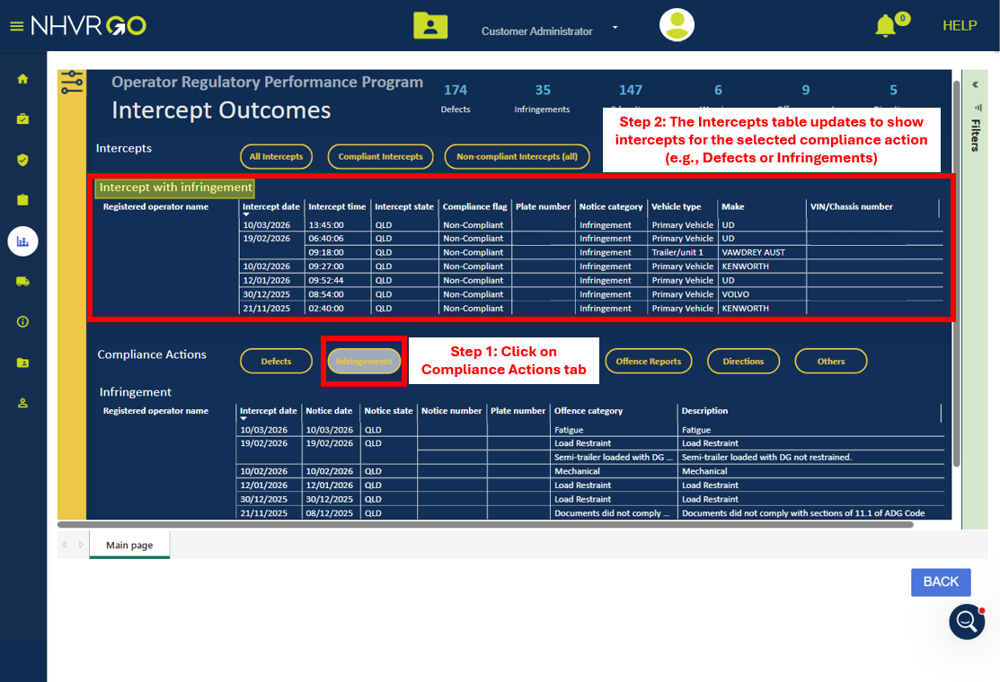 NHVR GO
Customer Administrator
0
HELP
Operator Regulatory Performance Program
Intercept Outcomes
174 35 147 6 9 5
Defects Infringements
Step 2: The Intercepts table updates to show
intercepts for the selected compliance action
(e.g., Defects or Infringements)
Filters
Intercepts
All Intercepts Compliant Intercepts Non-compliant Intercepts (all)
Intercept with infringement
Registered operator name Intercept date Intercept time Intercept state Compliance flag Plate number Notice category Vehicle type Make VIN/Chassis number
10/03/2026 13:45:00 QLD Non-Compliant Infringement Primary Vehicle UD
19/02/2026 06:40:06 QLD Non-Compliant Infringement Primary Vehicle UD
09:18:00 QLD Non-Compliant Infringement Trailer/unit 1 VAWDREY AUST
10/02/2026 09:27:00 QLD Non-Compliant Infringement Primary Vehicle KENWORTH
12/01/2026 09:52:44 QLD Non-Compliant Infringement Primary Vehicle UD
30/12/2025 08:54:00 QLD Non-Compliant Infringement Primary Vehicle VOLVO
21/11/2025 02:40:00 QLD Non-Compliant Infringement Primary Vehicle KENWORTH
Compliance Actions
Defects Infringements
Step 1: Click on
Compliance Actions tab
Offence Reports Directions Others
Infringement
Registered operator name Intercept date Notice date Notice state Notice number Plate number Offence category Description
10/03/2026 10/03/2026 QLD Fatigue Fatigue
19/02/2026 19/02/2026 QLD Load Restraint Load Restraint
Semi-trailer loaded with DG ... Semi-trailer loaded with DG not restrained.
10/02/2026 10/02/2026 QLD Mechanical Mechanical
12/01/2026 12/01/2026 QLD Load Restraint Load Restraint
30/12/2025 30/12/2025 QLD Load Restraint Load Restraint
21/11/2025 08/12/2025 QLD Documents did not comply ... Documents did not comply with sections of 11.1 of ADG Code
Main page
BACK